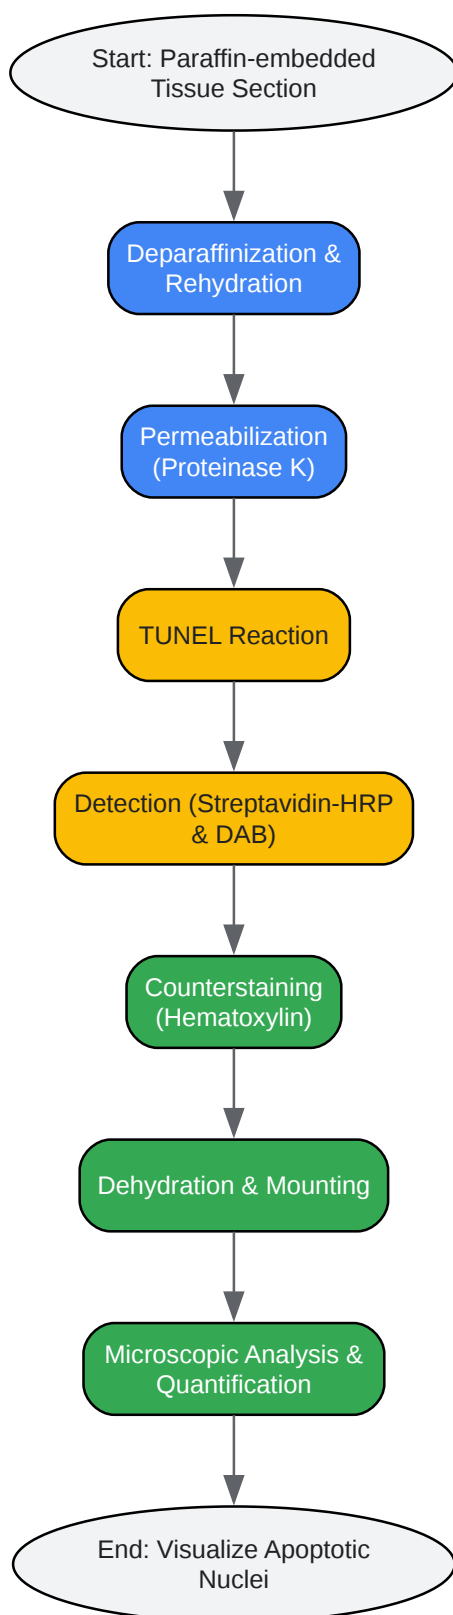 Start: Paraffin-embedded
Tissue Section
Deparaffinization &
Rehydration
Permeabilization
(Proteinase K)
TUNEL Reaction
Detection (Streptavidin-HRP
& DAB)
Counterstaining
(Hematoxylin)
Dehydration & Mounting
Microscopic Analysis &
Quantification
End: Visualize Apoptotic
Nuclei